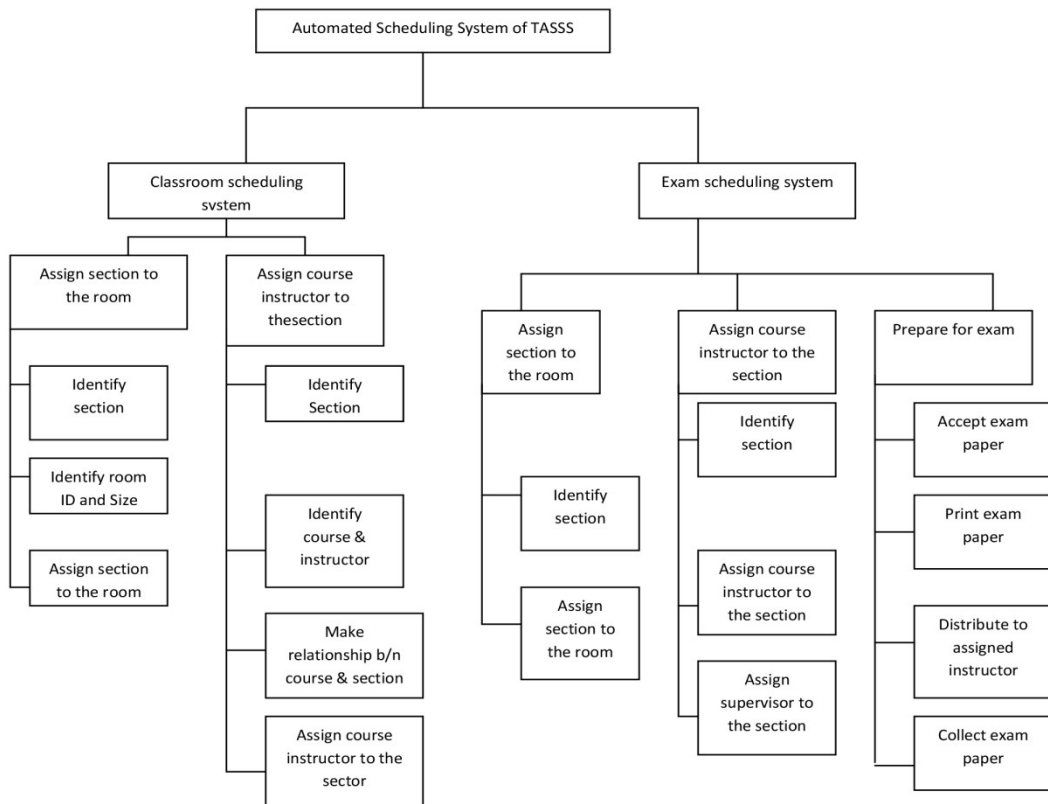 Automated Scheduling System of TASSS
Classroom scheduling
system
Exam scheduling system
Assign section to
the room
Assign course
instructor to
thesection
Assign
section to
the room
Assign course
instructor to the
section
Prepare for exam
Identify
section
Identify room
ID and Size
Assign section
to the room
Identify
Section
Identify
course &
instructor
Make
relationship b/n
course & section
Assign course
instructor to the
sector
Identify
section
Assign
section to
the room
Identify
section
Assign course
instructor to
the section
Assign
supervisor to
the section
Accept exam
paper
Print exam
paper
Distribute to
assigned
instructor
Collect exam
paper